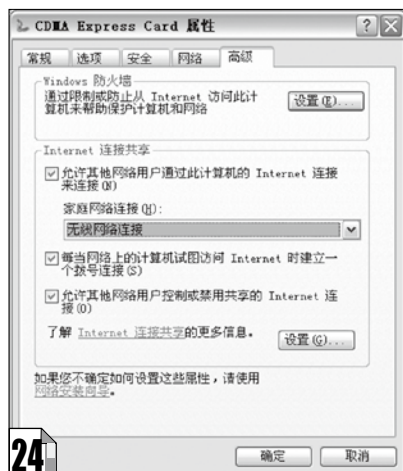 CDMA Express Card 属性
常规 选项 安全 网络 高级
Windows 防火墙
通过限制或防止从 Internet 访问此计
算机来帮助保护计算机和网络
设置(E)...
Internet 连接共享
允许其他网络用户通过此计算机的 Internet 连接
来连接(N)
家庭网络连接(H):
无线网络连接
每当网络上的计算机试图访问 Internet 时建立一
个拨号连接(S)
允许其他网络用户控制或禁用共享的 Internet 连
接(O)
了解 Internet 连接共享的更多信息。
设置(G)...
如果您不确定如何设置这些属性，请使用
网络安装向导。
24
确定 取消